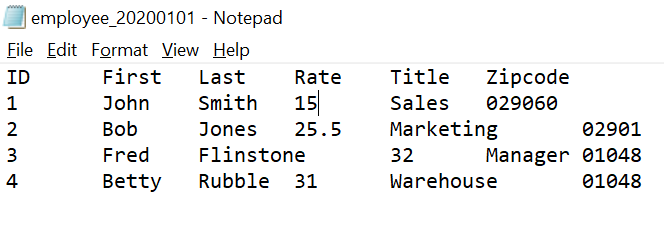 employee_20200101 - Notepad
File Edit Format View Help
ID First Last Rate Title Zipcode
1 John Smith 15 Sales 029060
2 Bob Jones 25.5 Marketing 02901
3 Fred Flinstone 32 Manager 01048
4 Betty Rubble 31 Warehouse 01048